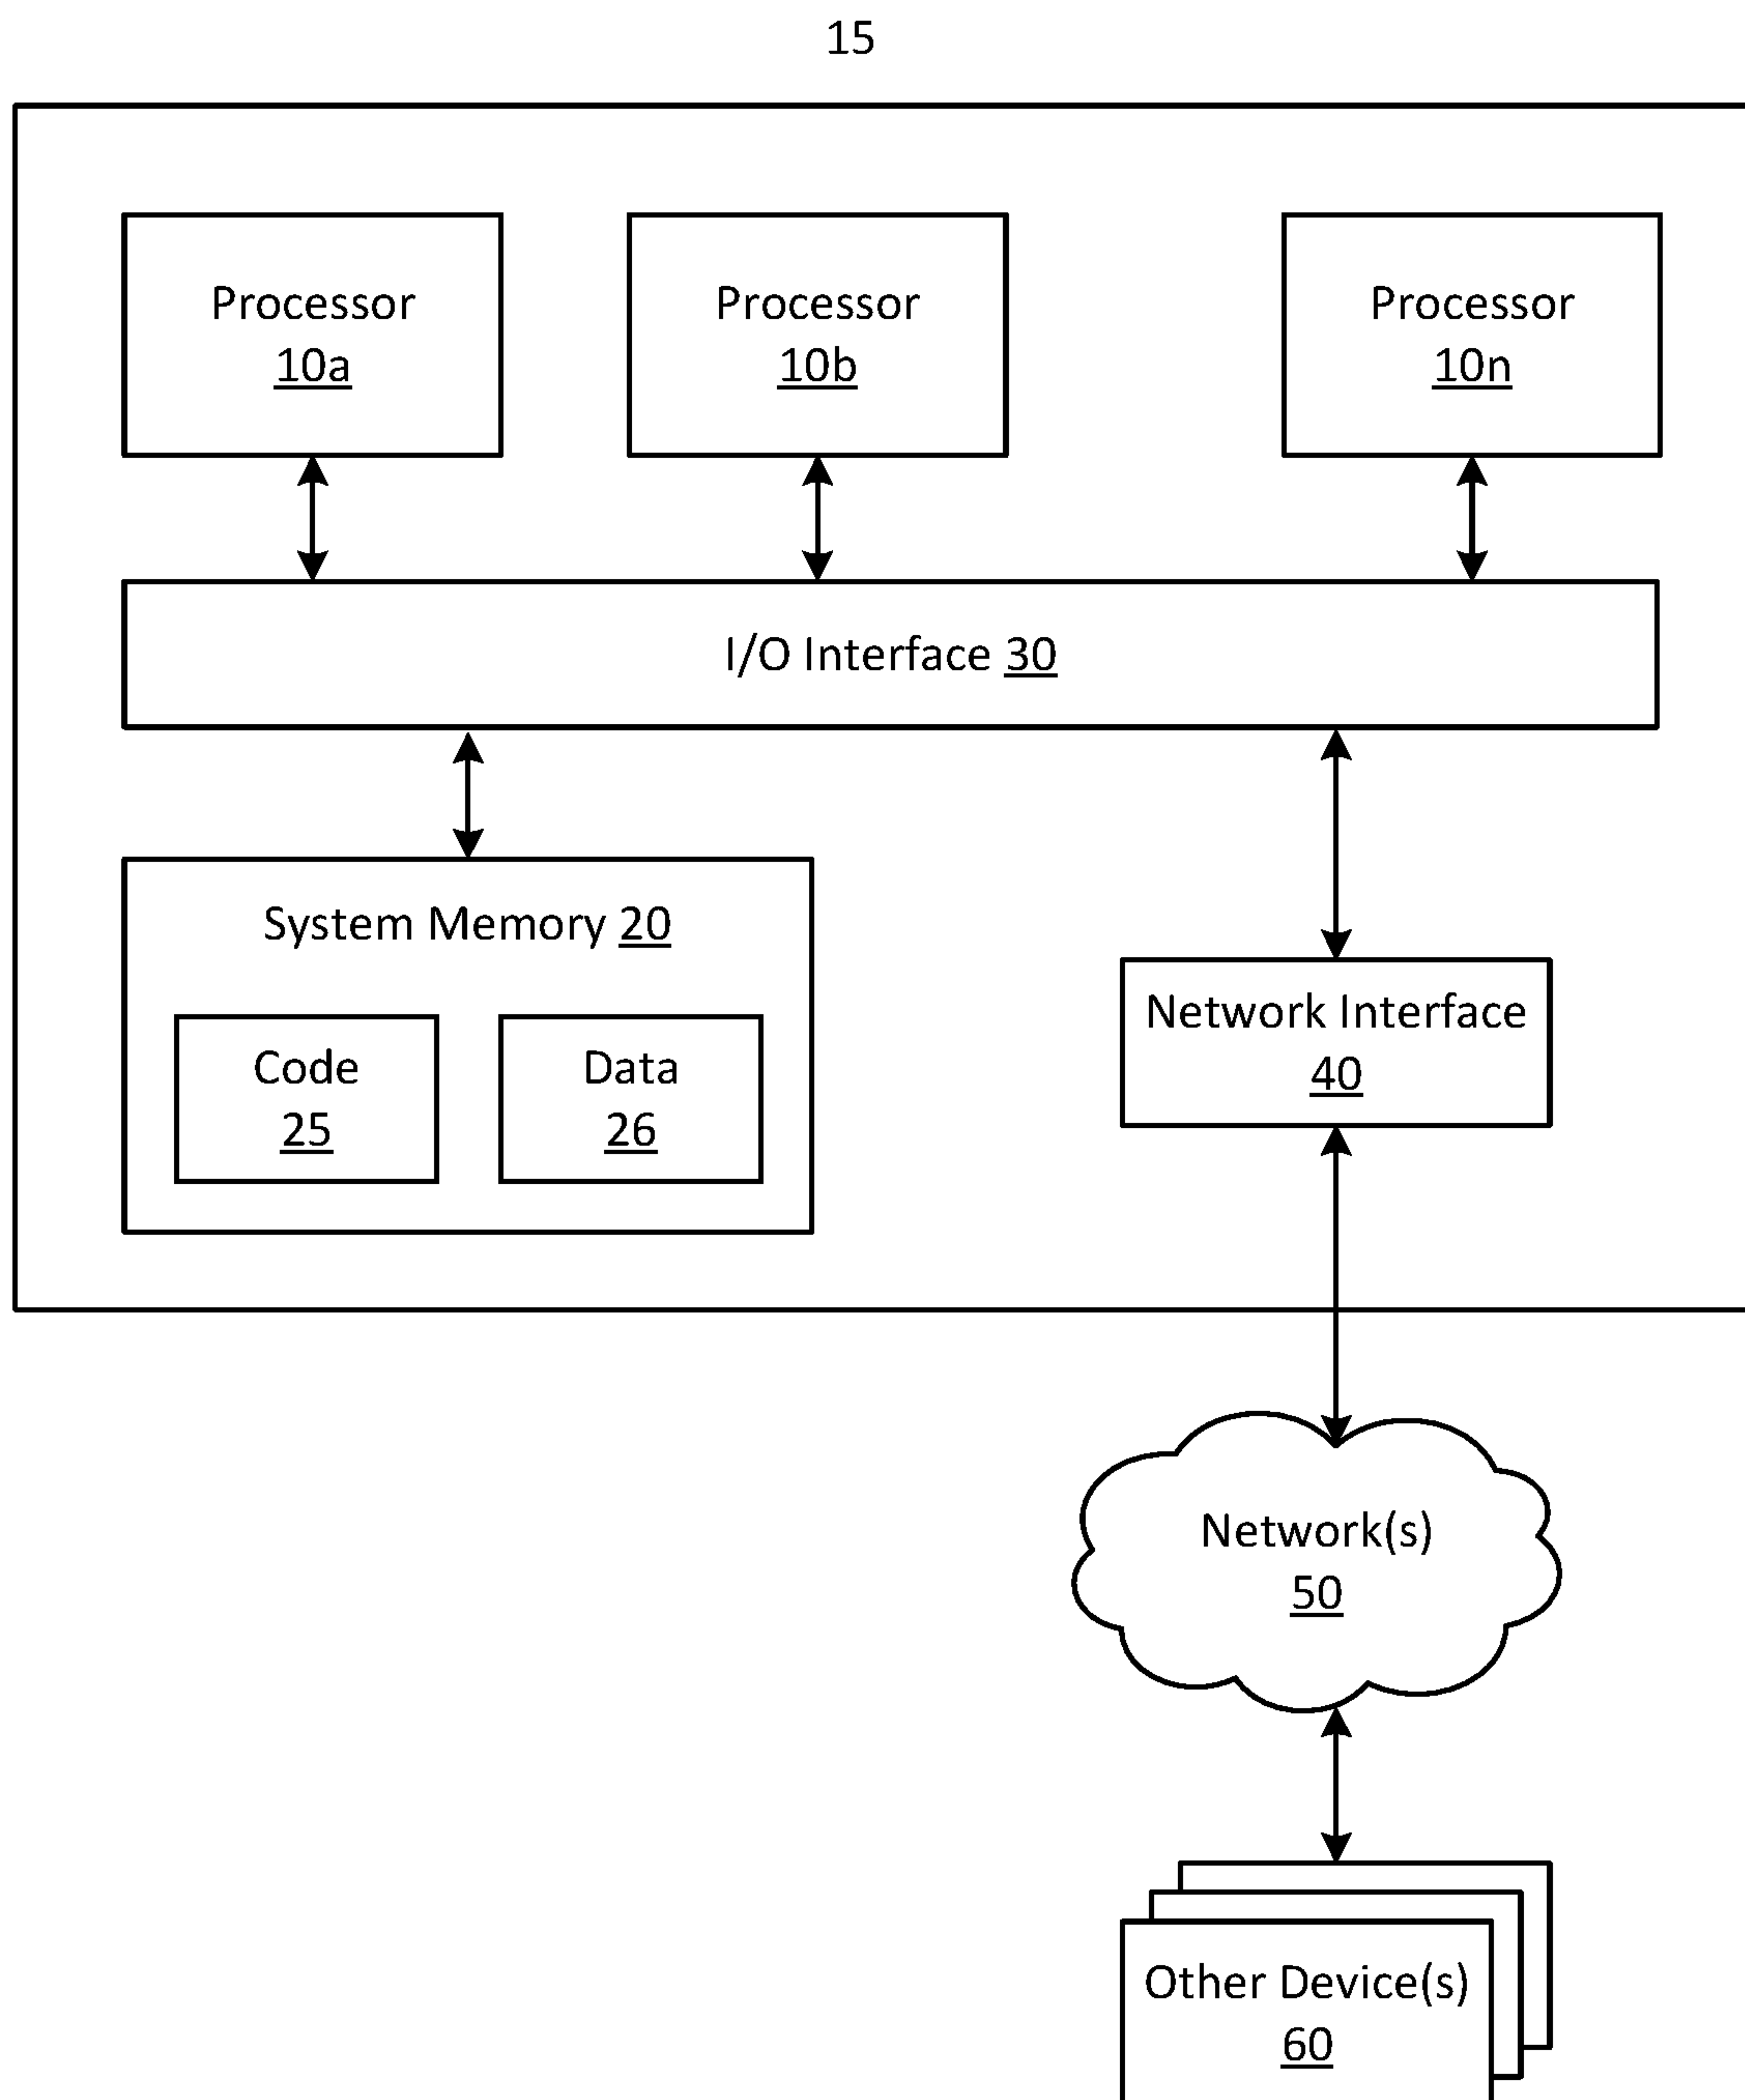 15
Processor
10a
Processor
10b
Processor
10n
I/O Interface 30
System Memory 20
Code
25
Data
26
Network Interface
40
Network(s)
50
Other Device(s)
60